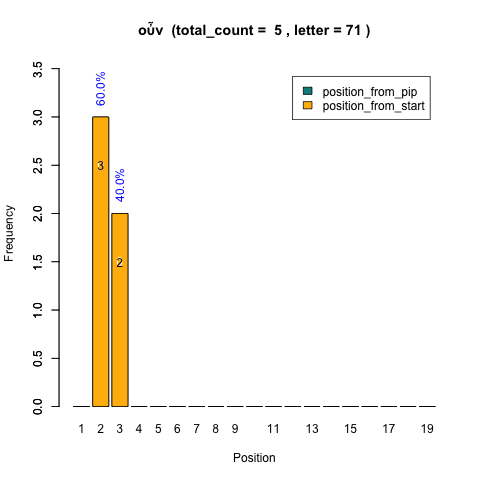 οὖν (total_count = 5 , letter = 71 )
position_from_pip
position_from_start
Frequency
0.0 0.5 1.0 1.5 2.0 2.5 3.0 3.5
60.0%
3
40.0%
2
1 2 3 4 5 6 7 8 9 11 13 15 17 19
Position